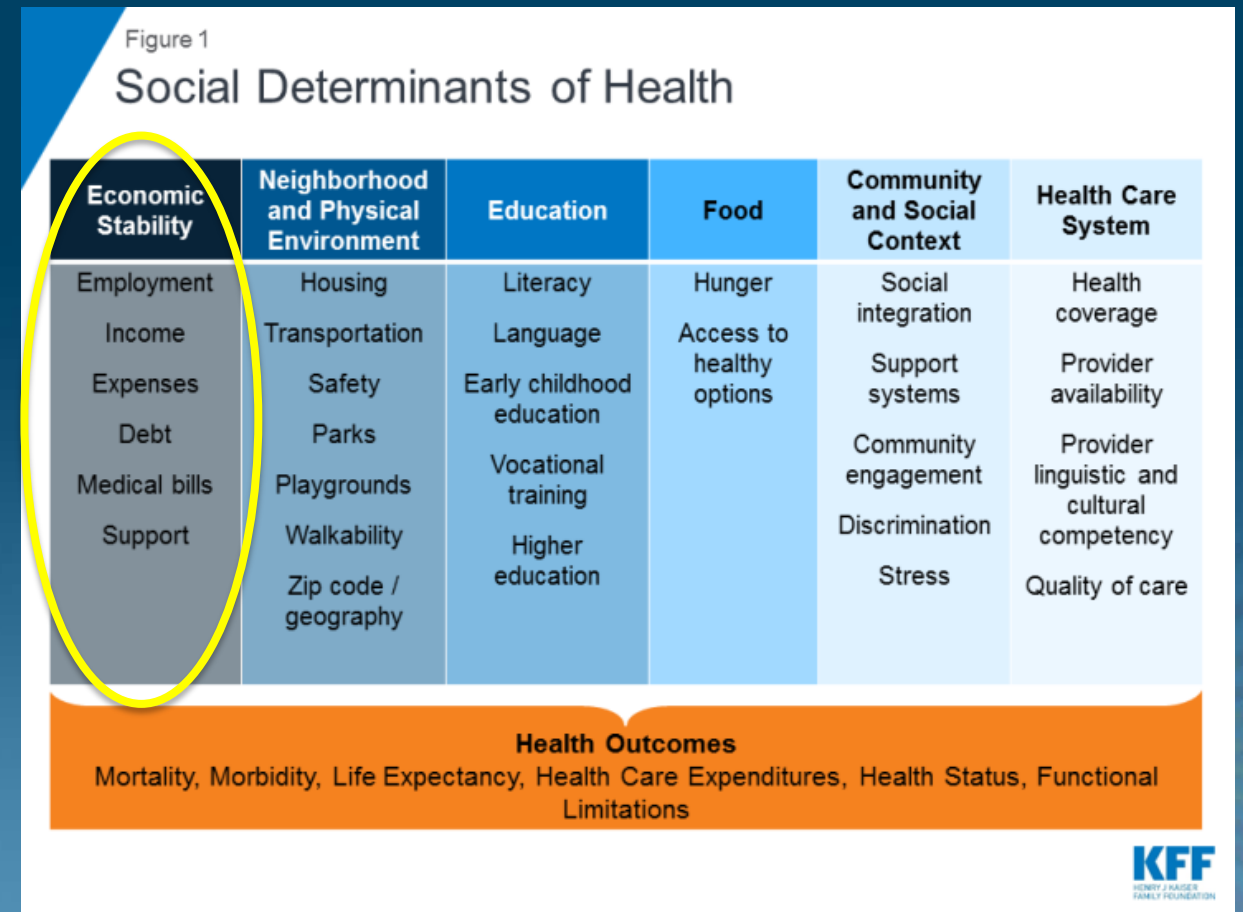 Figure 1
Social Determinants of Health
Economic
Stability
Employment
Income
Expenses
Debt
Medical bills
Support
Neighborhood
and Physical
Environment
Housing
Transportation
Safety
Parks
Playgrounds
Walkability
Zip code /
geography
Education
Literacy
Language
Early childhood
education
Vocational
training
Higher
education
Food
Hunger
Access to
healthy
options
Community
and Social
Context
Social
integration
Support
systems
Community
engagement
Discrimination
Stress
Health Care
System
Health
coverage
Provider
availability
Provider
linguistic and
cultural
competency
Quality of care
Health Outcomes
Mortality, Morbidity, Life Expectancy, Health Care Expenditures, Health Status, Functional
Limitations
KFF
HENRY J KAISER
FAMILY FOUNDATION